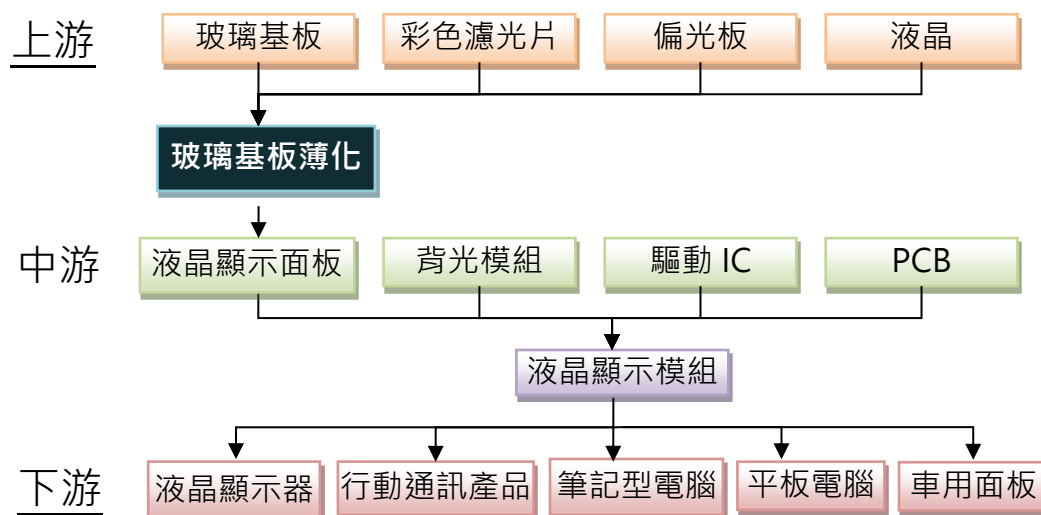 上游
玻璃基板
彩色濾光片
偏光板
液晶
玻璃基板薄化
中游
液晶顯示面板
背光模組
驅動 IC
PCB
液晶顯示模組
下游
液晶顯示器
行動通訊產品
筆記型電腦
平板電腦
車用面板